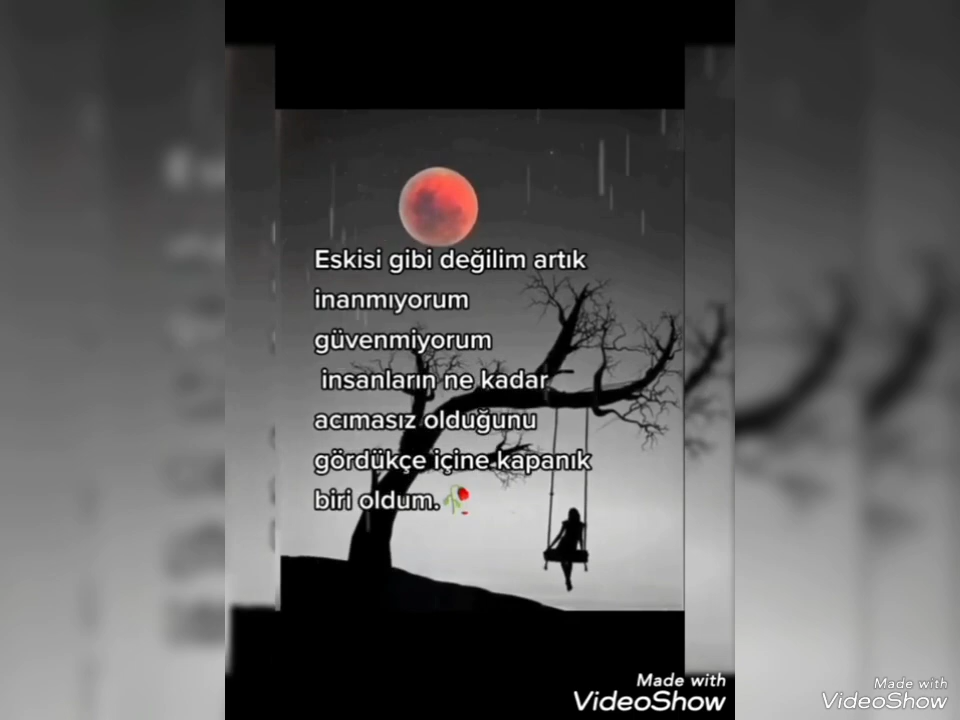 Eskisi gibi değilim artık
inanmıyorum
güvenmiyorum
insanların ne kadar
acımasız olduğunu
gördükçe içine kapanık
biri oldum.🥀
Made with
VideoShow
Made with
VideoShow